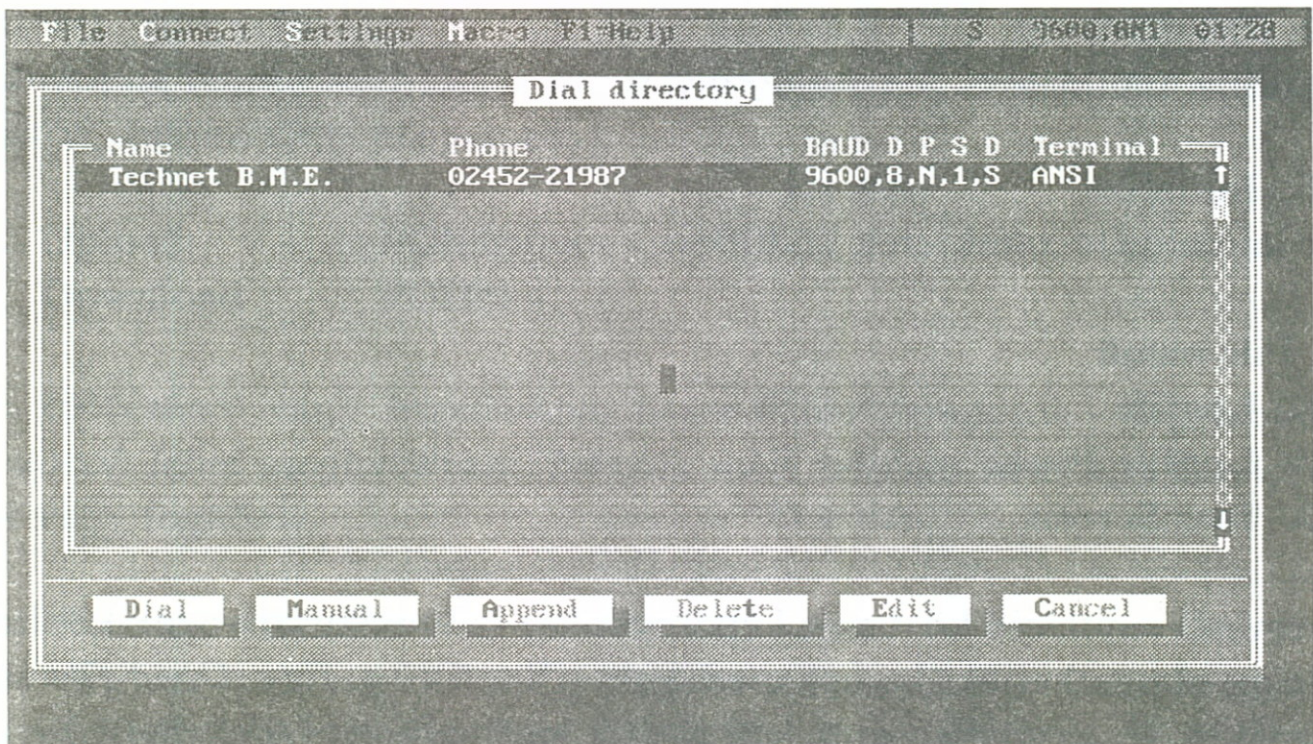 File Connect Settings Macro F1-Help | S 9600,8N1 01:28
Dial directory
Name Phone BAUD D P S D Terminal
Technet B.M.E. 02452-21987 9600,8,N,1,S ANSI
Dial Manual Append Delete Edit Cancel